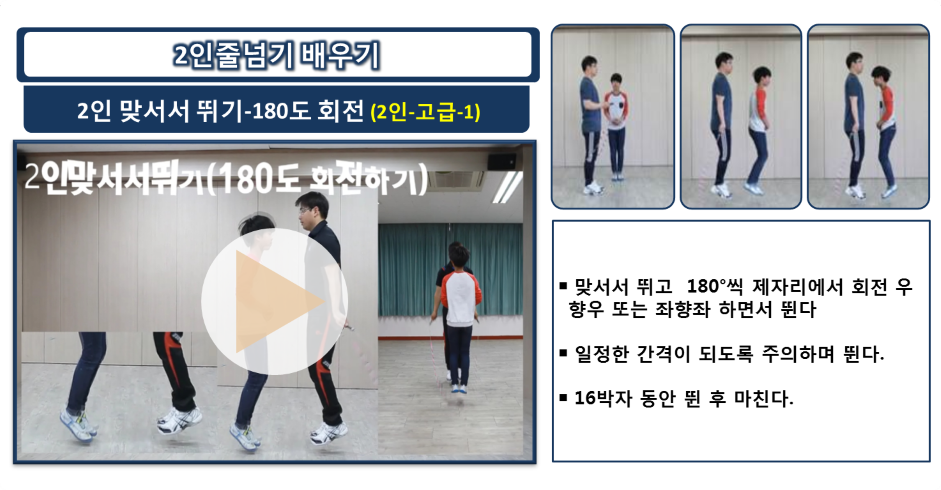 2인줄넘기 배우기
2인 맞서서 뛰기-180도 회전 (2인-고급-1)
2인맞서서뛰기(180도 회전하기)
▪ 맞서서 뛰고 180°씩 제자리에서 회전 우
향우 또는 좌향좌 하면서 뛴다
▪ 일정한 간격이 되도록 주의하며 뛴다.
▪ 16박자 동안 뛴 후 마친다.